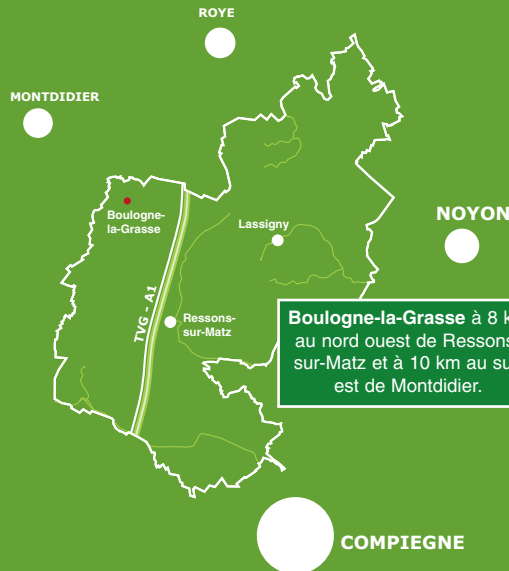 ROYE
MONTDIDIER
Boulogne-
la-Grasse
Lassigny
NOYON
TVG - A1
Ressons-
sur-Matz
Boulogne-la-Grasse à 8 k
au nord ouest de Ressons
sur-Matz et à 10 km au su
est de Montdidier.
COMPIEGNE